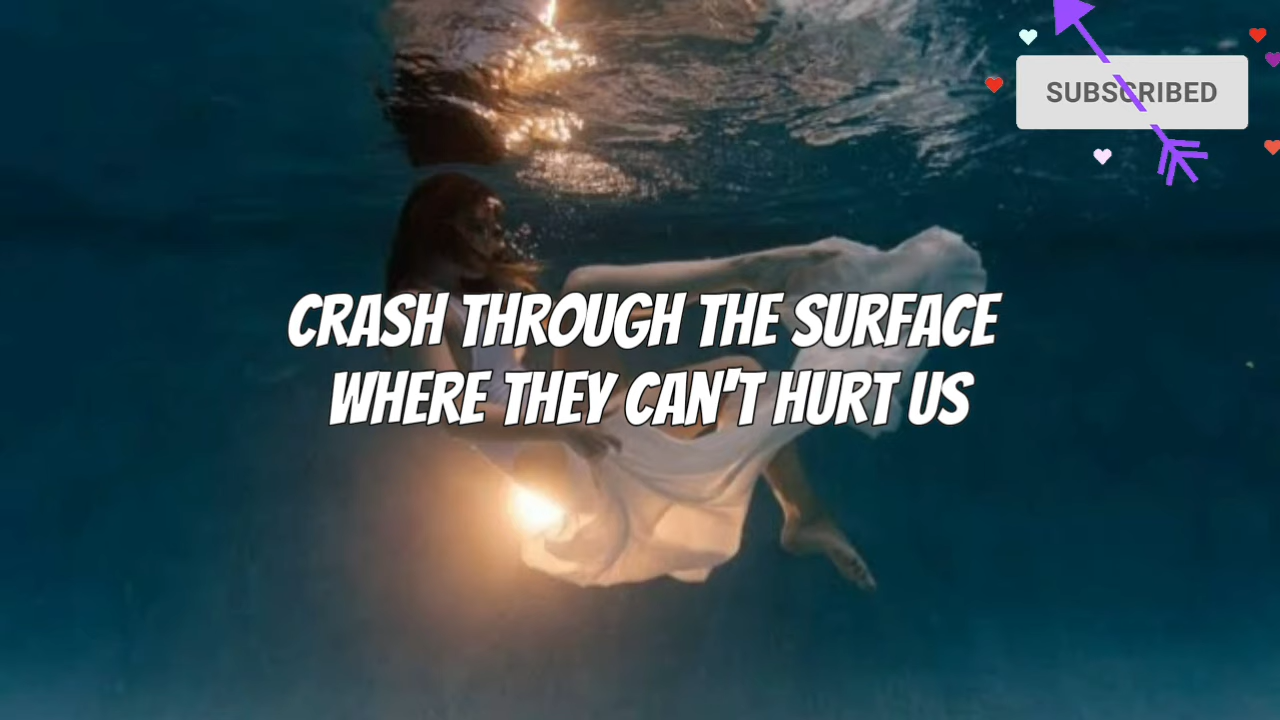 SUBSCRIBED
CRASH THROUGH THE SURFACE
WHERE THEY CAN'T HURT US